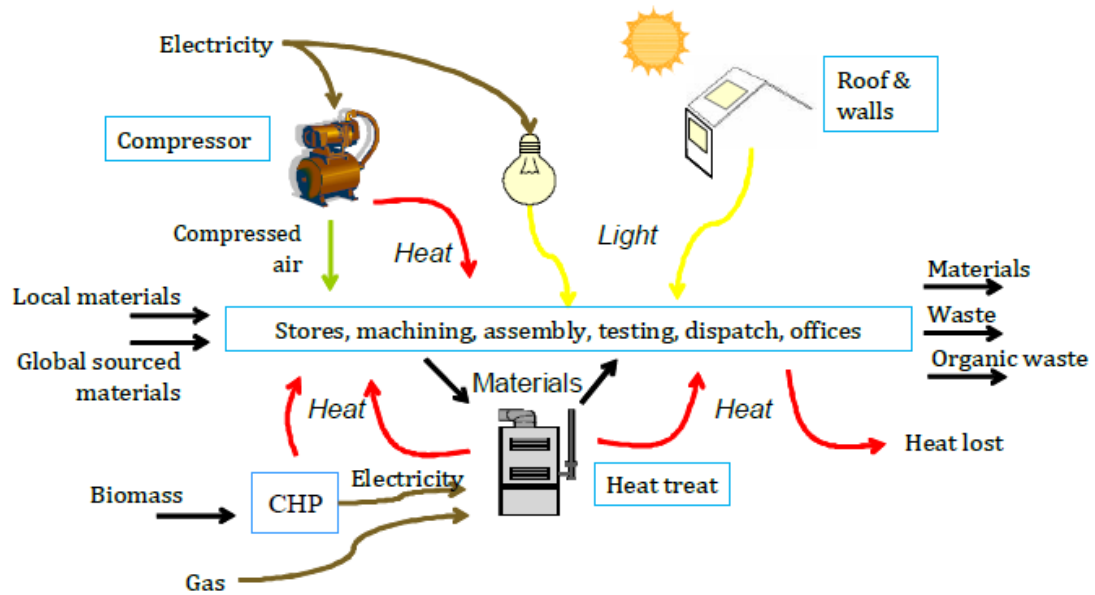 Electricity
Roof &
walls
Compressor
Compressed
air
Heat
Light
Materials
Local materials
Waste
Stores, machining, assembly, testing, dispatch, offices
Global sourced
materials
Organic waste
Materials
Heat
Heat
Heat lost
Electricity
Heat treat
Biomass
CHP
Gas